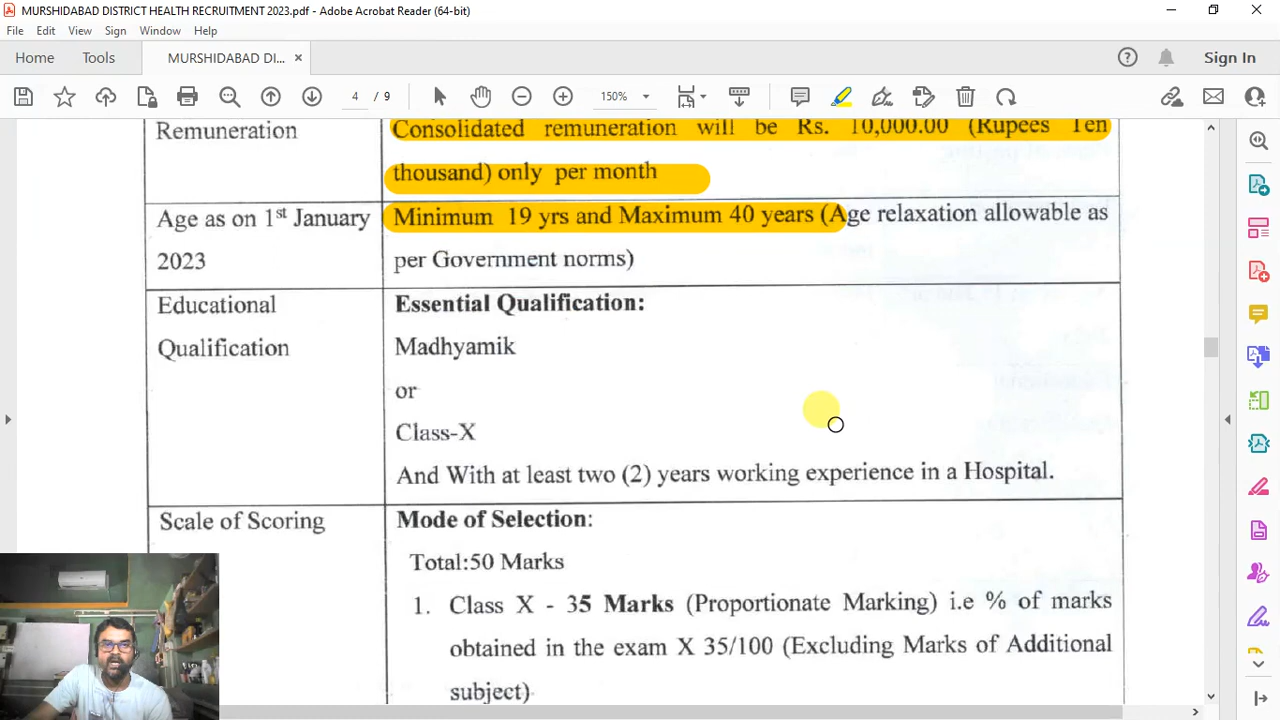 MURSHIDABAD DISTRICT HEALTH RECRUITMENT 2023.pdf - Adobe Acrobat Reader (64-bit)
File Edit View Sign Window Help
Home Tools MURSHIDABAD DI... Sign In
4 / 9 150%
Remuneration Consolidated remuneration will be Rs. 10,000.00 (Rupees Ten
thousand) only per month
Age as on 1st January Minimum 19 yrs and Maximum 40 years (Age relaxation allowable as
2023 per Government norms)
Educational Essential Qualification:
Qualification Madhyamik
or
Class-X
And With at least two (2) years working experience in a Hospital.
Scale of Scoring Mode of Selection:
Total:50 Marks
1. Class X - 35 Marks (Proportionate Marking) i.e % of marks
obtained in the exam X 35/100 (Excluding Marks of Additional
subject)